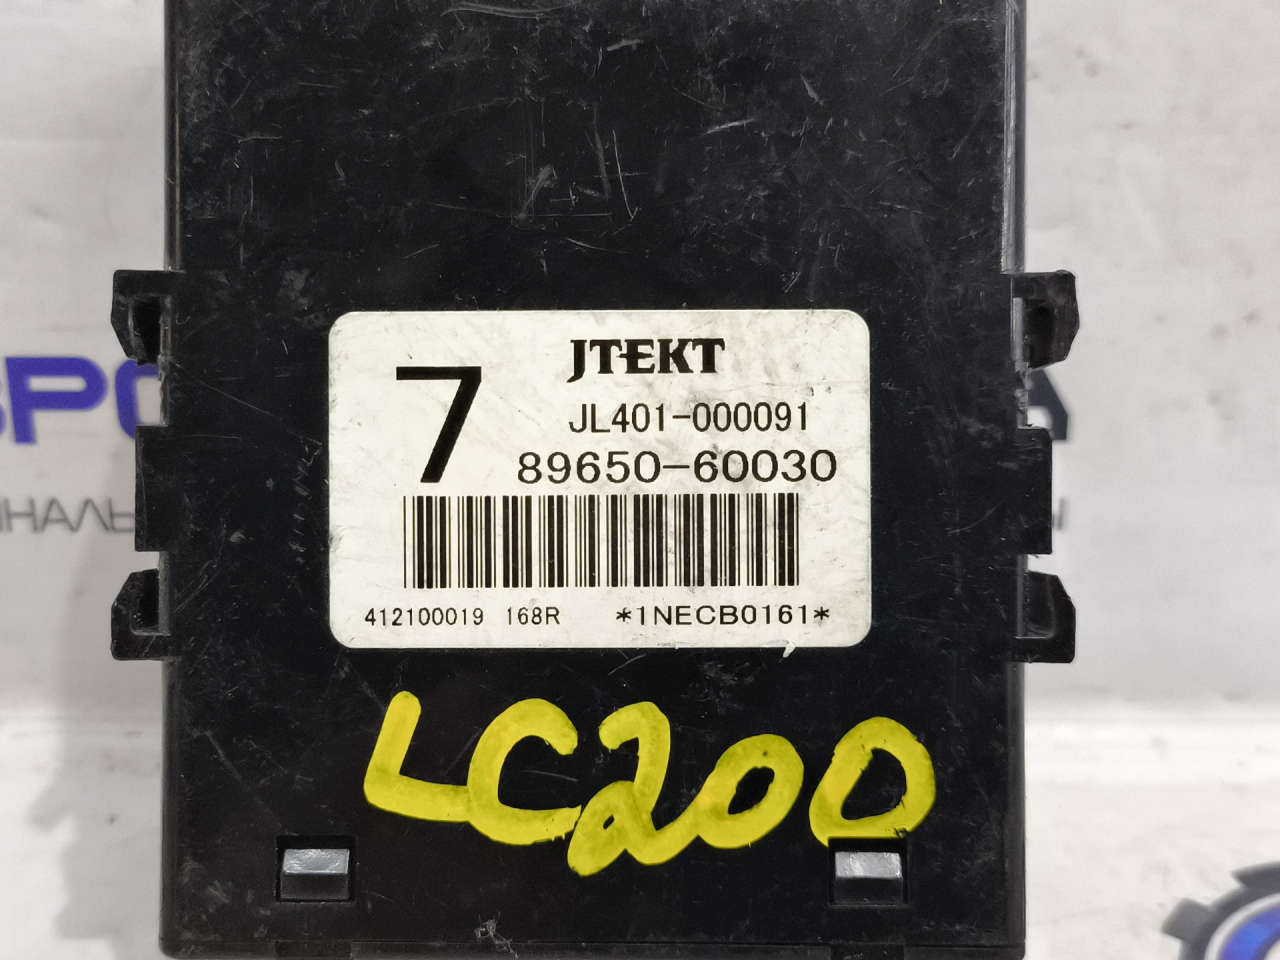 JTEKT
7
JL401-000091
89650-60030
412100019 168R *1NECB0161*
LC200